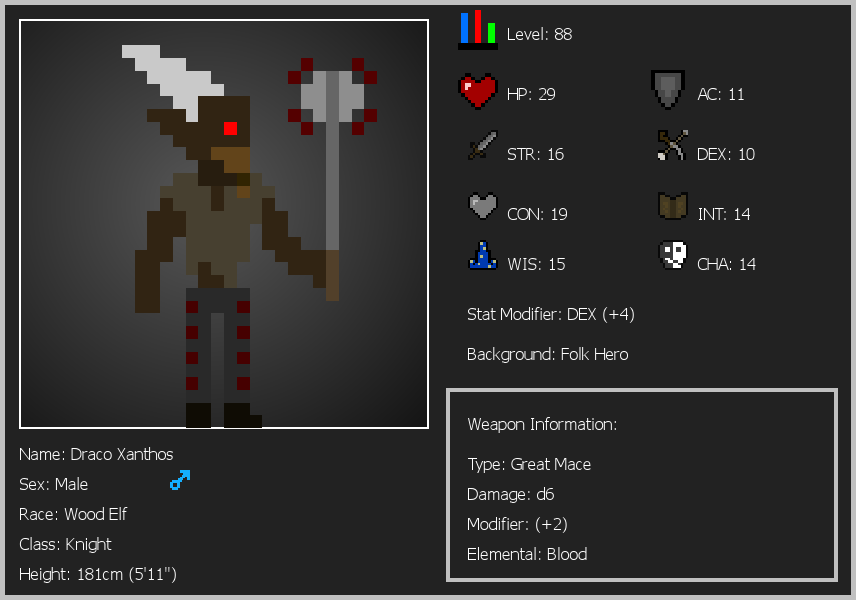 Level: 88
HP: 29
AC: 11
STR: 16
DEX: 10
CON: 19
INT: 14
WIS: 15
CHA: 14
Stat Modifier: DEX (+4)
Background: Folk Hero
Weapon Information:
Type: Great Mace
Damage: d6
Modifier: (+2)
Elemental: Blood
Name: Draco Xanthos
Sex: Male
Race: Wood Elf
Class: Knight
Height: 181cm (5'11")